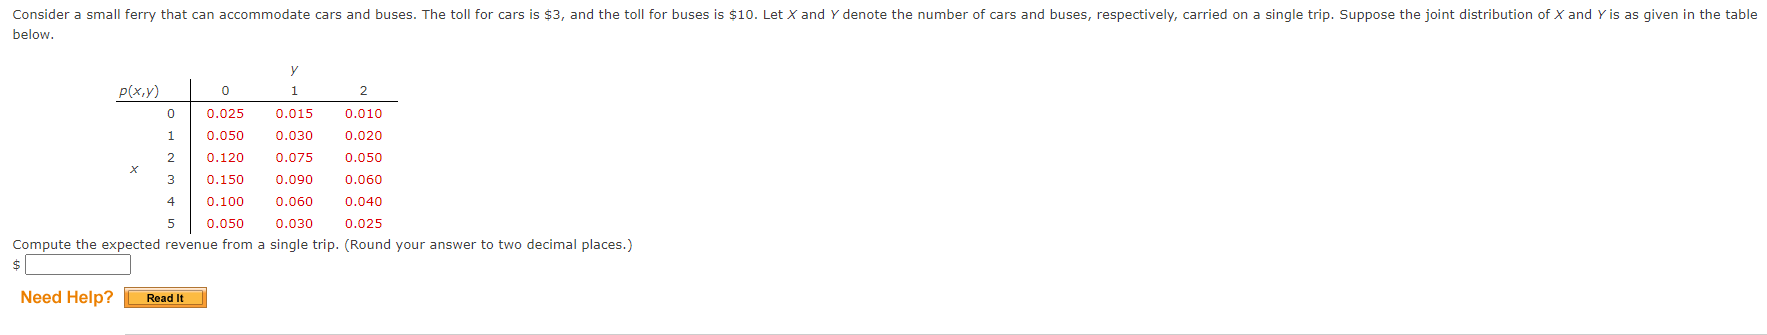 Consider a small ferry that can accommodate cars and buses. The toll for cars is $3, and the toll for buses is $10. Let X and Y denote the number of cars and buses, respectively, carried on a single trip. Suppose the joint distribution of X and Y is as given in the table
below.
y
p(x,y) 0 1 2
0 0.025 0.015 0.010
1 0.050 0.030 0.020
2 0.120 0.075 0.050
x
3 0.150 0.090 0.060
4 0.100 0.060 0.040
5 0.050 0.030 0.025
Compute the expected revenue from a single trip. (Round your answer to two decimal places.)
$
Need Help? Read It